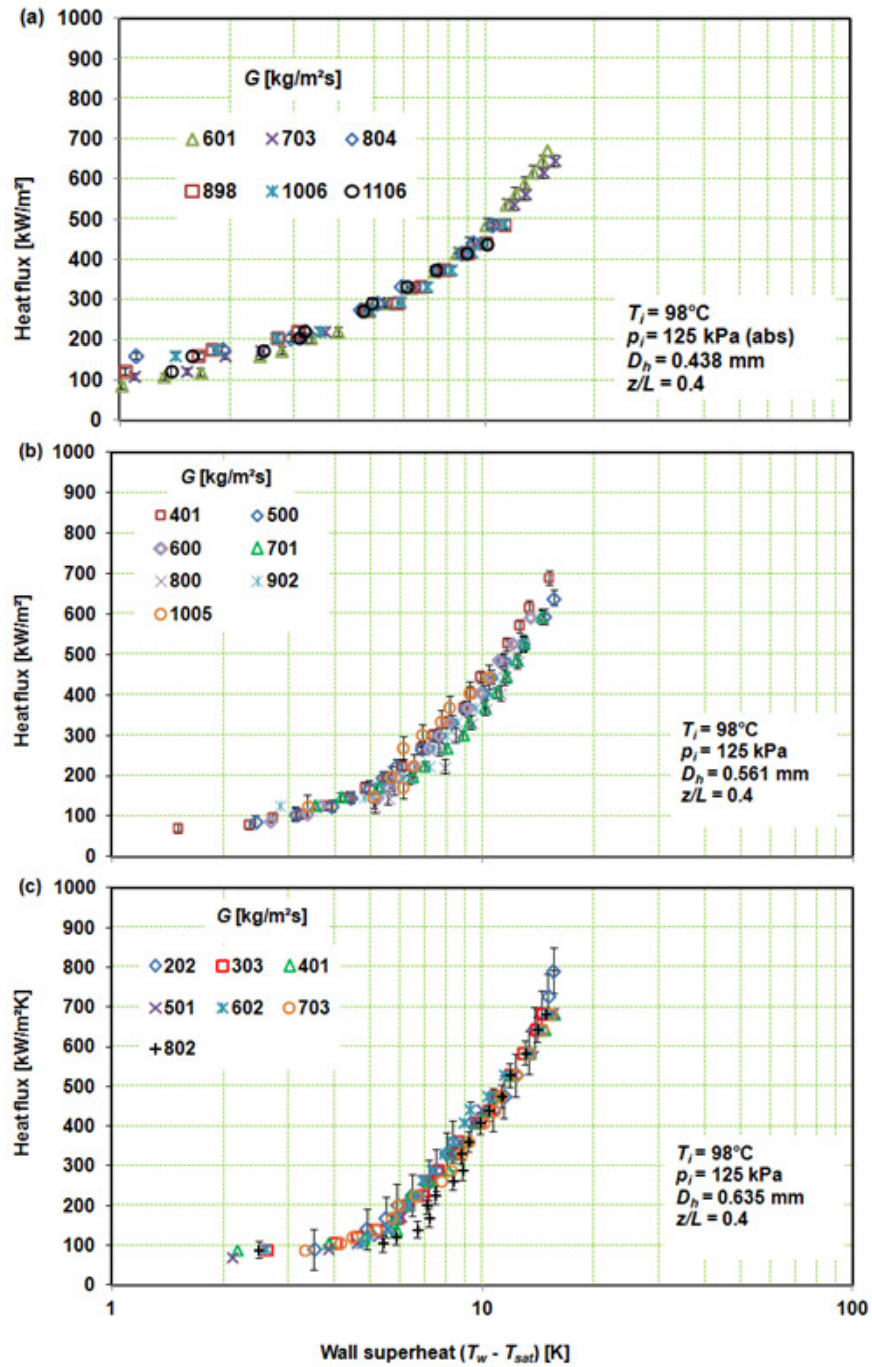 (a)
1000
900
800
700
600
500
400
300
200
100
0
Heat flux [kW/m²]
G [kg/m²s]
601 703 804
898 1006 1106
Ti = 98°C
pi = 125 kPa (abs)
Dh = 0.438 mm
z/L = 0.4
(b)
1000
900
800
700
600
500
400
300
200
100
0
Heat flux [kW/m²]
G [kg/m²s]
401 500
600 701
800 902
1005
Ti = 98°C
pi = 125 kPa
Dh = 0.561 mm
z/L = 0.4
(c)
1000
900
800
700
600
500
400
300
200
100
0
Heat flux [kW/m²K]
G [kg/m²s]
202 303 401
501 602 703
802
Ti = 98°C
pi = 125 kPa
Dh = 0.635 mm
z/L = 0.4
1 10 100
Wall superheat (Tw - Tsat) [K]